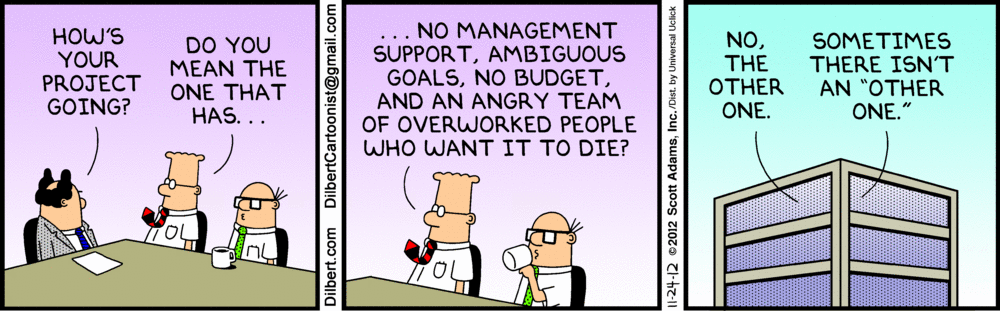 HOW'S
YOUR
PROJECT
GOING?
DO YOU
MEAN THE
ONE THAT
HAS. . .
Dilbert.com DilbertCartoonist@gmail.com
. . . NO MANAGEMENT
SUPPORT, AMBIGUOUS
GOALS, NO BUDGET,
AND AN ANGRY TEAM
OF OVERWORKED PEOPLE
WHO WANT IT TO DIE?
11-24-12 © 2012 Scott Adams, Inc. /Dist. by Universal Uclick
NO,
THE
OTHER
ONE.
SOMETIMES
THERE ISN'T
AN "OTHER
ONE."